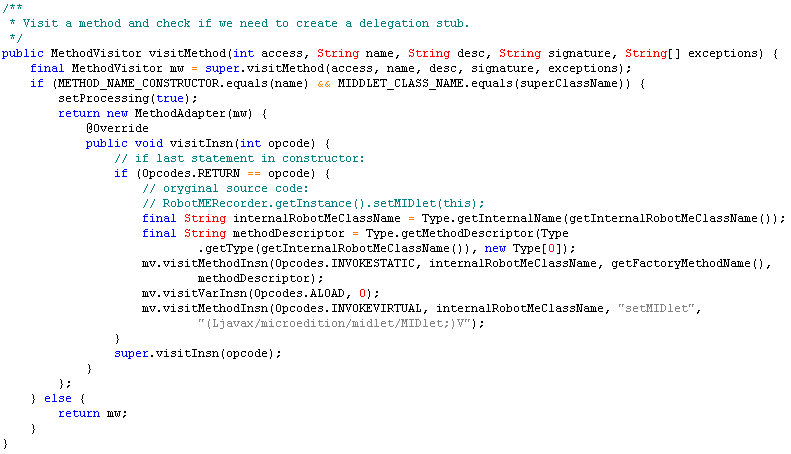 /**
 * Visit a method and check if we need to create a delegation stub.
 */
public MethodVisitor visitMethod(int access, String name, String desc, String signature, String[] exceptions) {
    final MethodVisitor mw = super.visitMethod(access, name, desc, signature, exceptions);
    if (METHOD_NAME_CONSTRUCTOR.equals(name) && MIDDLET_CLASS_NAME.equals(superClassName)) {
        setProcessing(true);
        return new MethodAdapter(mw) {
            @Override
            public void visitInsn(int opcode) {
                // if last statement in constructor:
                if (Opcodes.RETURN == opcode) {
                    // oryginal source code:
                    // RobotMERecorder.getInstance().setMIDlet(this);
                    final String internalRobotMeClassName = Type.getInternalName(getInternalRobotMeClassName());
                    final String methodDescriptor = Type.getMethodDescriptor(Type
                            .getType(getInternalRobotMeClassName()), new Type[0]);
                    mv.visitMethodInsn(Opcodes.INVOKESTATIC, internalRobotMeClassName, getFactoryMethodName(),
                            methodDescriptor);
                    mv.visitVarInsn(Opcodes.ALOAD, 0);
                    mv.visitMethodInsn(Opcodes.INVOKEVIRTUAL, internalRobotMeClassName, "setMIDlet",
                            "(Ljavax/microedition/midlet/MIDlet;)V");
                }
                super.visitInsn(opcode);
            }
        };
    } else {
        return mw;
    }
}